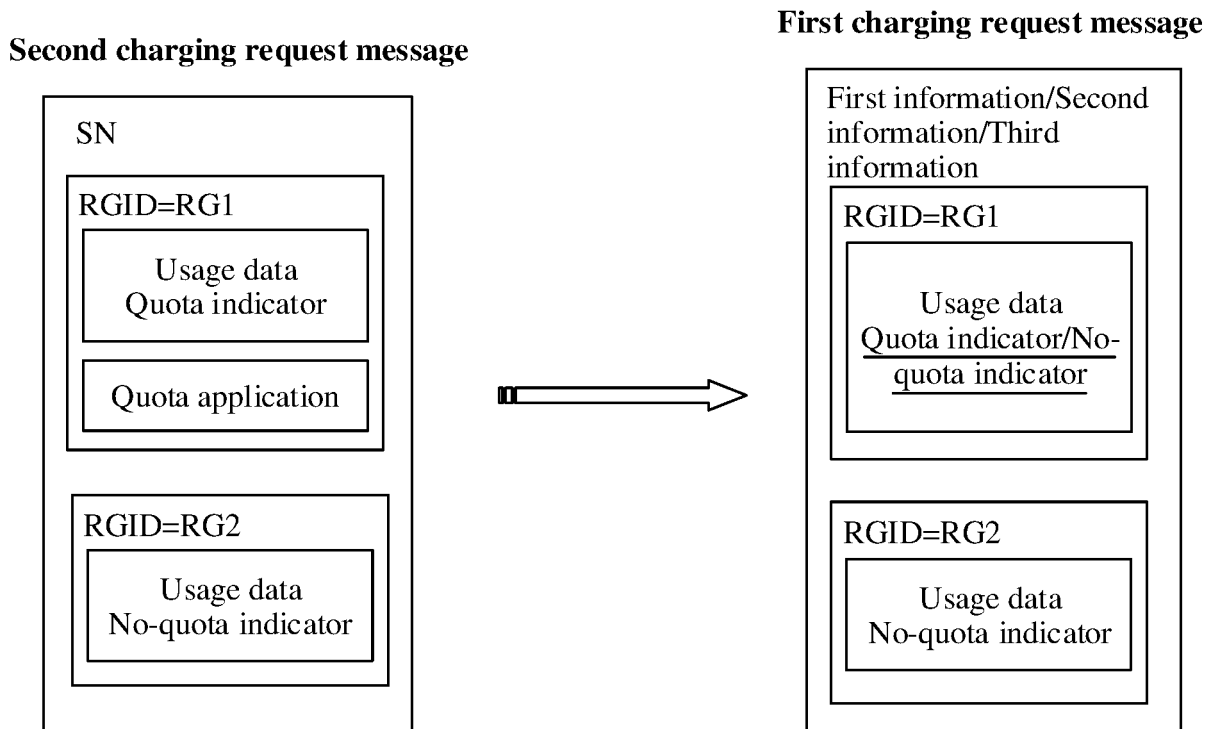 Second charging request message
SN
RGID=RG1
Usage data
Quota indicator
Quota application
RGID=RG2
Usage data
No-quota indicator
First charging request message
First information/Second
information/Third
information
RGID=RG1
Usage data
Quota indicator/No-
quota indicator
RGID=RG2
Usage data
No-quota indicator